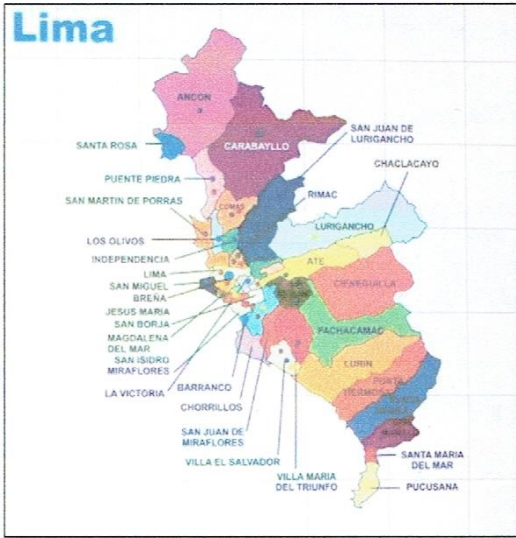 Lima
ANCON
CARABAYLLO
SANTA ROSA
SAN JUAN DE
LURIGANCHO
CHACLACAYO
PUENTE PIEDRA
RIMAC
SAN MARTIN DE PORRAS
COMAS
LURIGANCHO
LOS OLIVOS
INDEPENDENCIA
ATE
LIMA
CIENEGUILLA
SAN MIGUEL
BREÑA
JESUS MARIA
SAN BORJA
PACHACAMAC
MAGDALENA
DEL MAR
SAN ISIDRO
MIRAFLORES
LURIN
LA VICTORIA
BARRANCO
PUNTA
HERMOSA
CHORRILLOS
SAN JUAN DE
MIRAFLORES
VILLA EL SALVADOR
SANTA MARIA
DEL MAR
VILLA MARIA
DEL TRIUNFO
PUCUSANA